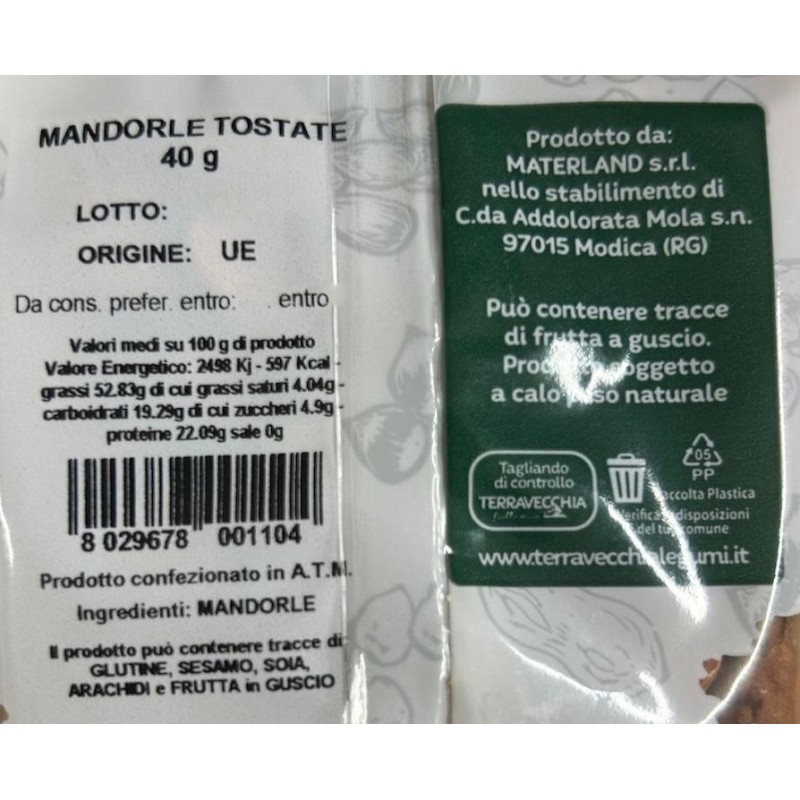 MANDORLE TOSTATE
40 g
LOTTO:
ORIGINE: UE
Da cons. prefer. entro: . entro
Valori medi su 100 g di prodotto
Valore Energetico: 2498 Kj - 597 Kcal -
grassi 52.83g di cui grassi saturi 4.04g -
carboidrati 19.29g di cui zuccheri 4.9g -
proteine 22.09g sale 0g
8 029678 001104
Prodotto confezionato in A.T.M.
Ingredienti: MANDORLE
Il prodotto può contenere tracce di
GLUTINE, SESAMO, SOIA,
ARACHIDI e FRUTTA in GUSCIO
Prodotto da:
MATERLAND s.r.l.
nello stabilimento di
C.da Addolorata Mola s.n.
97015 Modica (RG)
Può contenere tracce
di frutta a guscio.
Prodotto soggetto
a calo peso naturale
Tagliando
di controllo
TERRAVECCHIA
05
PP
Raccolta Plastica
Verifica disposizioni
del tuo comune
www.terravecchialegumi.it